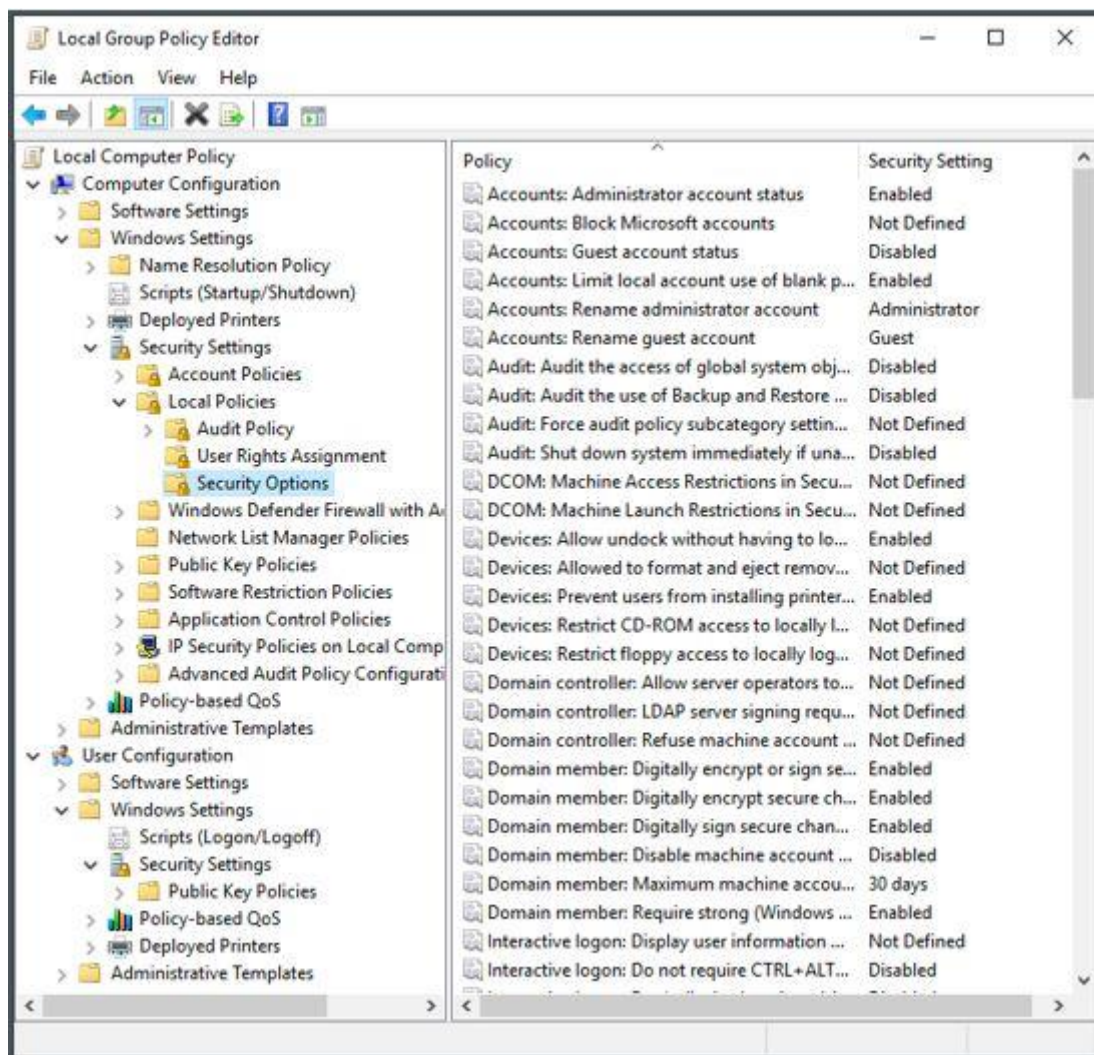 Local Group Policy Editor
File Action View Help
Local Computer Policy
Computer Configuration
Software Settings
Windows Settings
Name Resolution Policy
Scripts (Startup/Shutdown)
Deployed Printers
Security Settings
Account Policies
Local Policies
Audit Policy
User Rights Assignment
Security Options
Windows Defender Firewall with A
Network List Manager Policies
Public Key Policies
Software Restriction Policies
Application Control Policies
IP Security Policies on Local Comp
Advanced Audit Policy Configurati
Policy-based QoS
Administrative Templates
User Configuration
Software Settings
Windows Settings
Scripts (Logon/Logoff)
Security Settings
Public Key Policies
Policy-based QoS
Deployed Printers
Administrative Templates
Policy Security Setting
Accounts: Administrator account status Enabled
Accounts: Block Microsoft accounts Not Defined
Accounts: Guest account status Disabled
Accounts: Limit local account use of blank p... Enabled
Accounts: Rename administrator account Administrator
Accounts: Rename guest account Guest
Audit: Audit the access of global system obj... Disabled
Audit: Audit the use of Backup and Restore ... Disabled
Audit: Force audit policy subcategory settin... Not Defined
Audit: Shut down system immediately if una... Disabled
DCOM: Machine Access Restrictions in Secu... Not Defined
DCOM: Machine Launch Restrictions in Secu... Not Defined
Devices: Allow undock without having to lo... Enabled
Devices: Allowed to format and eject remov... Not Defined
Devices: Prevent users from installing printer... Enabled
Devices: Restrict CD-ROM access to locally l... Not Defined
Devices: Restrict floppy access to locally log... Not Defined
Domain controller: Allow server operators to... Not Defined
Domain controller: LDAP server signing requ... Not Defined
Domain controller: Refuse machine account ... Not Defined
Domain member: Digitally encrypt or sign se... Enabled
Domain member: Digitally encrypt secure ch... Enabled
Domain member: Digitally sign secure chan... Enabled
Domain member: Disable machine account ... Disabled
Domain member: Maximum machine accou... 30 days
Domain member: Require strong (Windows ... Enabled
Interactive logon: Display user information ... Not Defined
Interactive logon: Do not require CTRL+ALT... Disabled